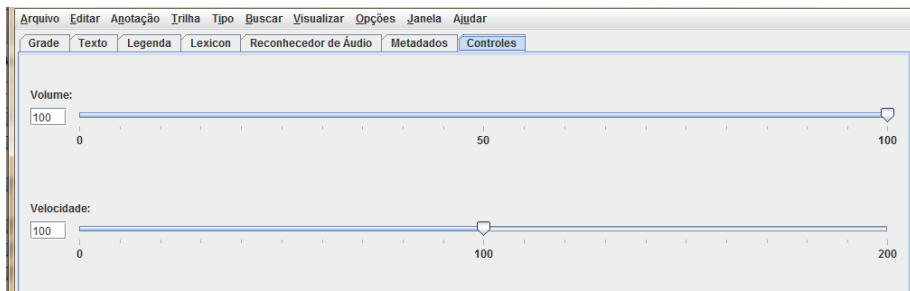 Arquivo Editar Anotação Trilha Tipo Buscar Visualizar Opções Janela Ajudar
Grade Texto Legenda Lexicon Reconhecedor de Áudio Metadados Controles
Volume:
100
0 50 100
Velocidade:
100
0 100 200